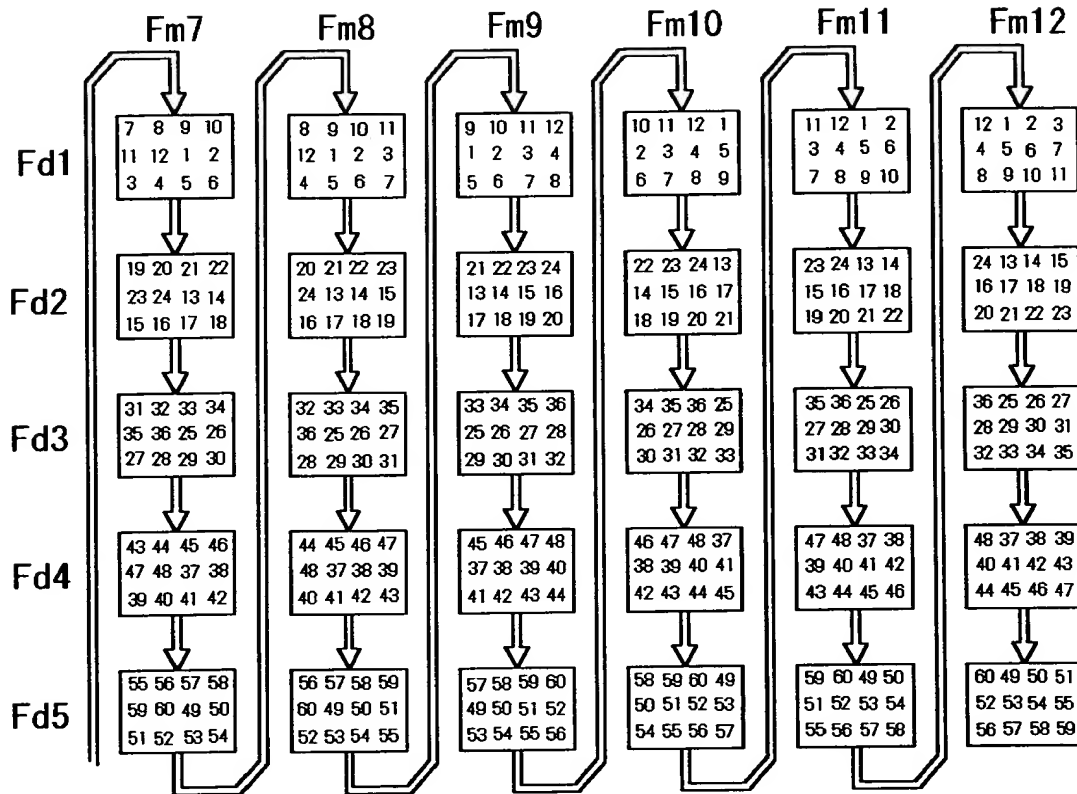 Fm7 Fm8 Fm9 Fm10 Fm11 Fm12
Fd1
7 8 9 10 8 9 10 11 9 10 11 12 10 11 12 1 11 12 1 2 12 1 2 3
11 12 1 2 12 1 2 3 1 2 3 4 2 3 4 5 3 4 5 6 4 5 6 7
3 4 5 6 4 5 6 7 5 6 7 8 6 7 8 9 7 8 9 10 8 9 10 11
Fd2
19 20 21 22 20 21 22 23 21 22 23 24 22 23 24 13 23 24 13 14 24 13 14 15
23 24 13 14 24 13 14 15 13 14 15 16 14 15 16 17 15 16 17 18 16 17 18 19
15 16 17 18 16 17 18 19 17 18 19 20 18 19 20 21 19 20 21 22 20 21 22 23
Fd3
31 32 33 34 32 33 34 35 33 34 35 36 34 35 36 25 35 36 25 26 36 25 26 27
35 36 25 26 36 25 26 27 25 26 27 28 26 27 28 29 27 28 29 30 28 29 30 31
27 28 29 30 28 29 30 31 29 30 31 32 30 31 32 33 31 32 33 34 32 33 34 35
Fd4
43 44 45 46 44 45 46 47 45 46 47 48 46 47 48 37 47 48 37 38 48 37 38 39
47 48 37 38 48 37 38 39 37 38 39 40 38 39 40 41 39 40 41 42 40 41 42 43
39 40 41 42 40 41 42 43 41 42 43 44 42 43 44 45 43 44 45 46 44 45 46 47
Fd5
55 56 57 58 56 57 58 59 57 58 59 60 58 59 60 49 59 60 49 50 60 49 50 51
59 60 49 50 60 49 50 51 49 50 51 52 50 51 52 53 51 52 53 54 52 53 54 55
51 52 53 54 52 53 54 55 53 54 55 56 54 55 56 57 55 56 57 58 56 57 58 59